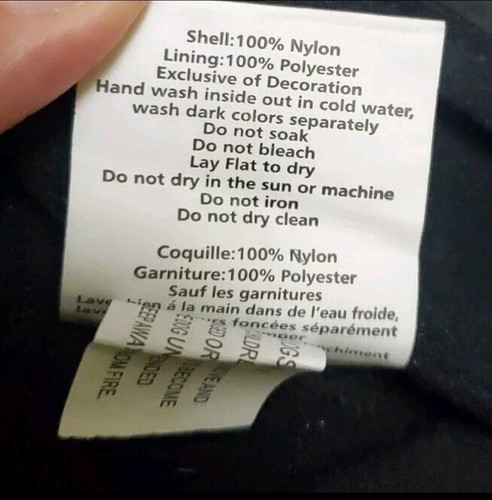 Shell:100% Nylon
Lining:100% Polyester
Exclusive of Decoration
Hand wash inside out in cold water,
wash dark colors separately
Do not soak
Do not bleach
Lay Flat to dry
Do not dry in the sun or machine
Do not iron
Do not dry clean
Coquille:100% Nylon
Garniture:100% Polyester
Sauf les garnitures
á la main dans de l'eau froide,
foncées séparément
BECOME
FIRE.